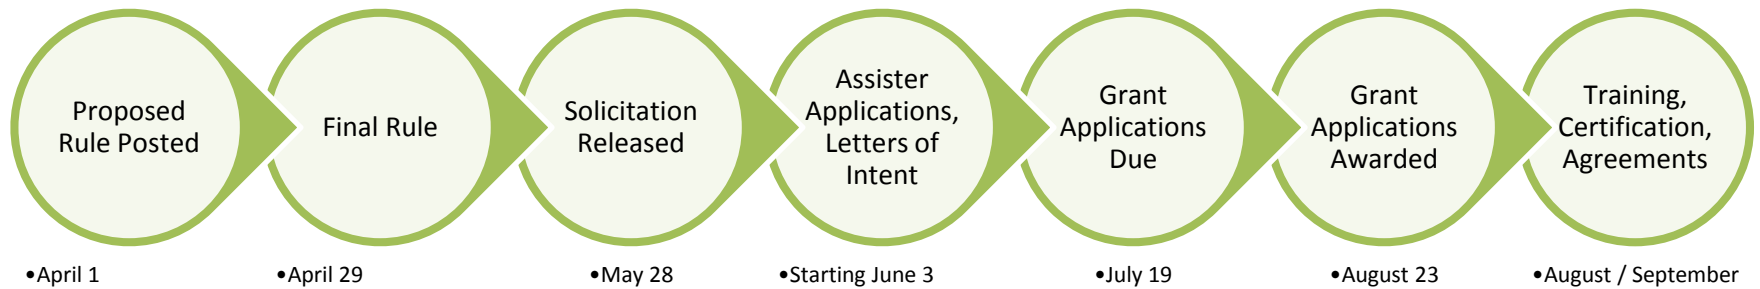 Proposed
Rule Posted
Final Rule
Solicitation
Released
Assister
Applications,
Letters of
Intent
Grant
Applications
Due
Grant
Applications
Awarded
Training,
Certification,
Agreements
•April 1
•April 29
•May 28
•Starting June 3
•July 19
•August 23
•August / September